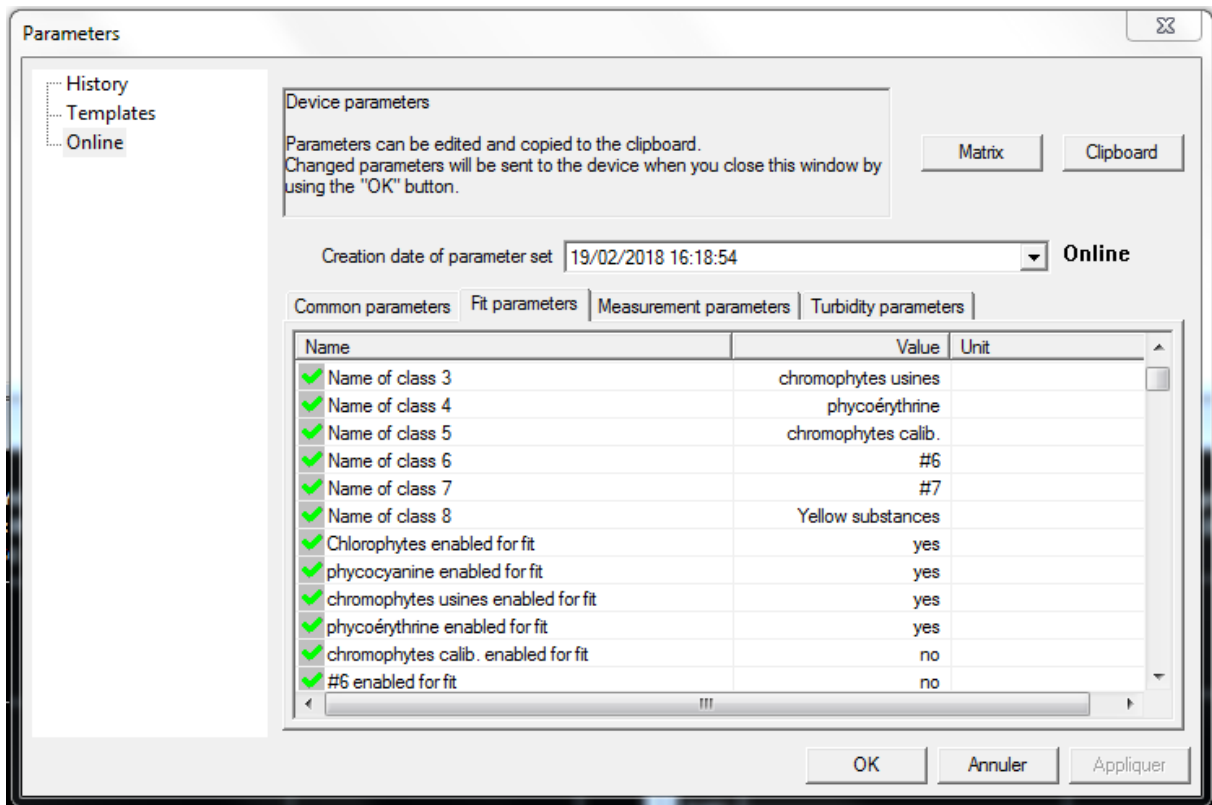 Parameters
History
Templates
Online
Device parameters
Parameters can be edited and copied to the clipboard.
Changed parameters will be sent to the device when you close this window by
using the "OK" button.
Matrix
Clipboard
Creation date of parameter set 19/02/2018 16:18:54 Online
Common parameters Fit parameters Measurement parameters Turbidity parameters
Name Value Unit
Name of class 3 chromophytes usines
Name of class 4 phycoérythrine
Name of class 5 chromophytes calib.
Name of class 6 #6
Name of class 7 #7
Name of class 8 Yellow substances
Chlorophytes enabled for fit yes
phycocyanine enabled for fit yes
chromophytes usines enabled for fit yes
phycoérythrine enabled for fit yes
chromophytes calib. enabled for fit no
#6 enabled for fit no
OK Annuler Appliquer